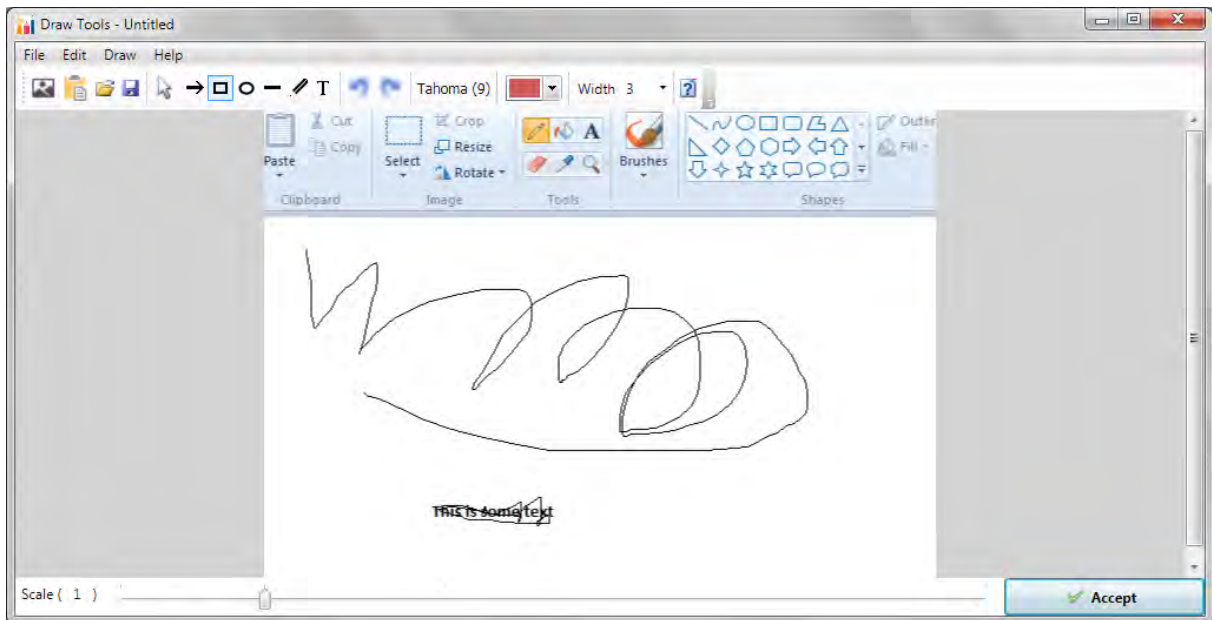 Draw Tools - Untitled
File Edit Draw Help
T Tahoma (9) Width 3
Cut Crop A Outlin
Copy Resize Fill
Paste Select Rotate Brushes
Clipboard Image Tools Shapes
This is some text
Scale ( 1 ) Accept